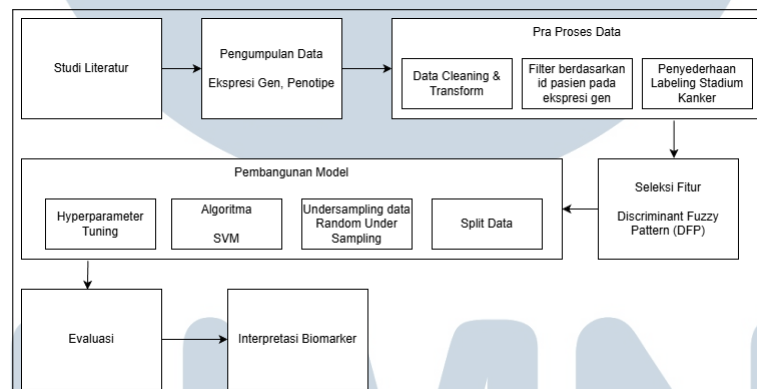 Studi Literatur
Pengumpulan Data
Ekspresi Gen, Penotipe
Pra Proses Data
Data Cleaning &
Transform
Filter berdasarkan
id pasien pada
ekspresi gen
Penyederhaan
Labeling Stadium
Kanker
Pembangunan Model
Hyperparameter
Tuning
Algoritma
SVM
Undersampling data
Random Under
Sampling
Split Data
Seleksi Fitur
Discriminant Fuzzy
Pattern (DFP)
Evaluasi
Interpretasi Biomarker